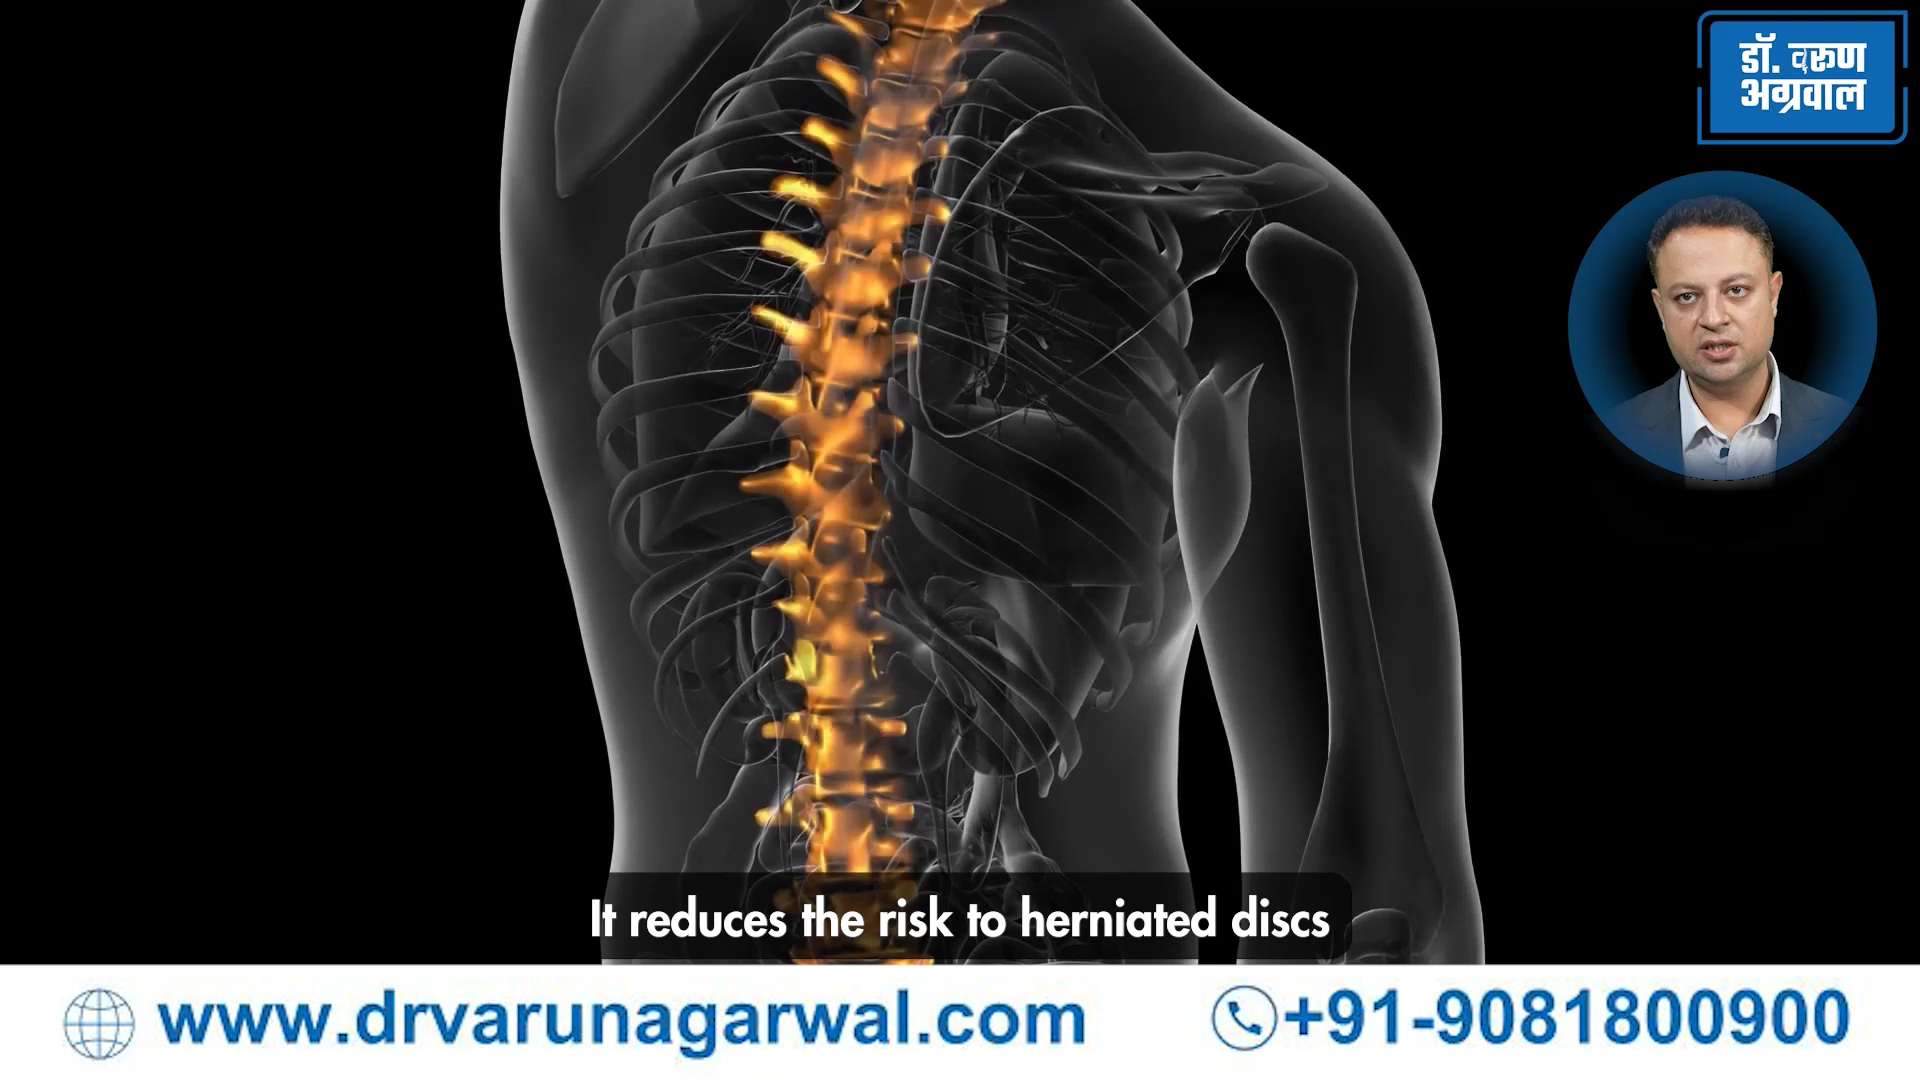 डॉ. वरूण
अग्रवाल
It reduces the risk to herniated discs
www.drvarunagarwal.com
+91-9081800900